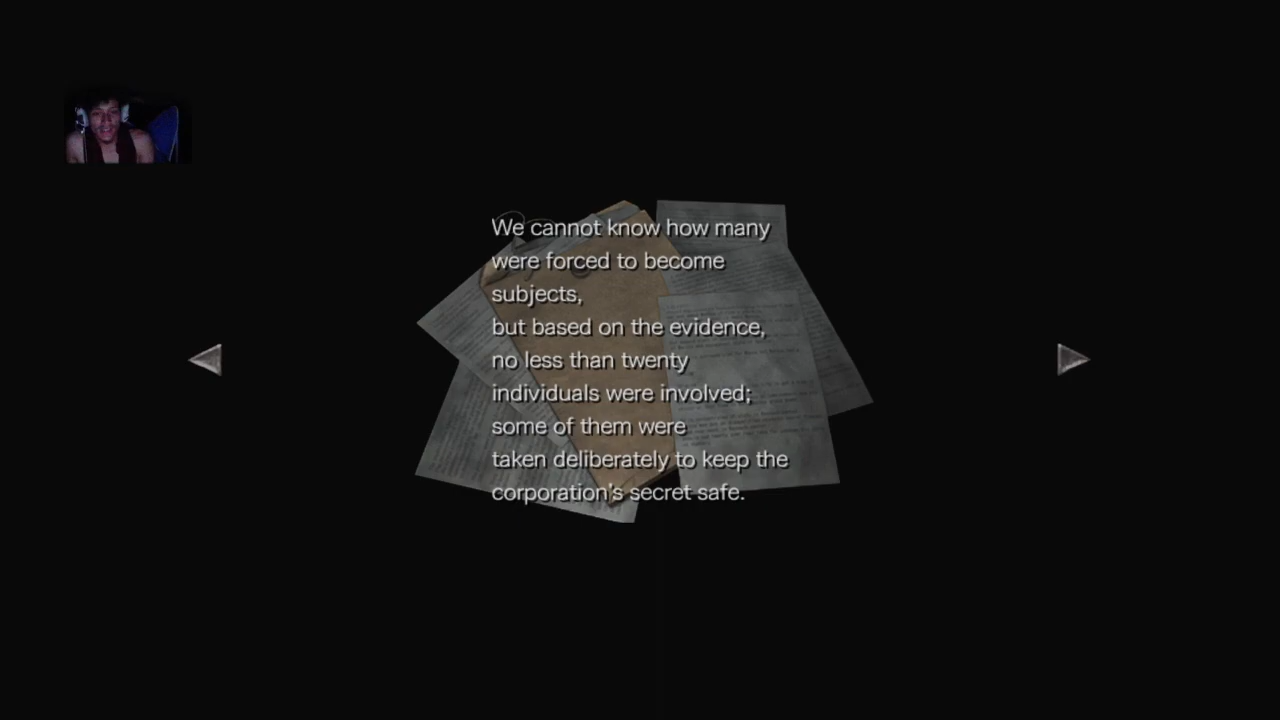 We cannot know how many
were forced to become
subjects,
but based on the evidence,
no less than twenty
individuals were involved;
some of them were
taken deliberately to keep the
corporation's secret safe.